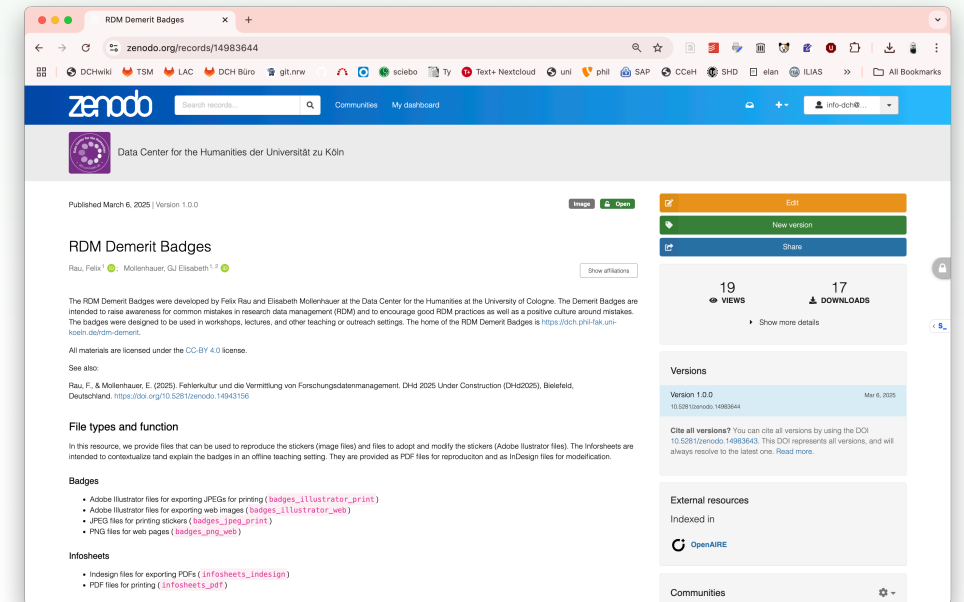 RDM Demerit Badges
zenodo.org/records/14983644
DCHwiki TSM LAC DCH Büro git.nrw sciebo Ty Text+ Nextcloud uni phil SAP CCeH SHD elan ILIAS » All Bookmarks
zenodo Search records... Communities My dashboard info-dch@...
Data Center for the Humanities der Universität zu Köln
Published March 6, 2025 | Version 1.0.0
Image Open
RDM Demerit Badges
Rau, Felix1; Mollenhauer, GJ Elisabeth1, 2
Show affiliations
The RDM Demerit Badges were developed by Felix Rau and Elisabeth Mollenhauer at the Data Center for the Humanities at the University of Cologne. The Demerit Badges are
intended to raise awareness for common mistakes in research data management (RDM) and to encourage good RDM practices as well as a positive culture around mistakes.
The badges were designed to be used in workshops, lectures, and other teaching or outreach settings. The home of the RDM Demerit Badges is https://dch.phil-fak.uni-
koeln.de/rdm-demerit.
All materials are licensed under the CC-BY 4.0 license.
See also:
Rau, F., & Mollenhauer, E. (2025). Fehlerkultur und die Vermittlung von Forschungsdatenmanagement. DHd 2025 Under Construction (DHd2025), Bielefeld,
Deutschland. https://doi.org/10.5281/zenodo.14943156
File types and function
In this resource, we provide files that can be used to reproduce the stickers (image files) and files to adopt and modify the stickers (Adobe Ilustrator files). The Inforsheets are
intended to contextualize tand explain the badges in an offline teaching setting. They are provided as PDF files for reproduciton and as InDesign files for modeification.
Badges
• Adobe Illustrator files for exporting JPEGs for printing (badges_illustrator_print)
• Adobe Illustrator files for exporting web images (badges_illustrator_web)
• JPEG files for printing stickers (badges_jpeg_print)
• PNG files for web pages (badges_png_web)
Infosheets
• Indesign files for exporting PDFs (infosheets_indesign)
• PDF files for printing (infosheets_pdf)
Edit
New version
Share
19 17
VIEWS DOWNLOADS
Show more details
S_
Versions
Version 1.0.0 Mar 6, 2025
10.5281/zenodo.14983644
Cite all versions? You can cite all versions by using the DOI
10.5281/zenodo.14983643. This DOI represents all versions, and will
always resolve to the latest one. Read more.
External resources
Indexed in
OpenAIRE
Communities